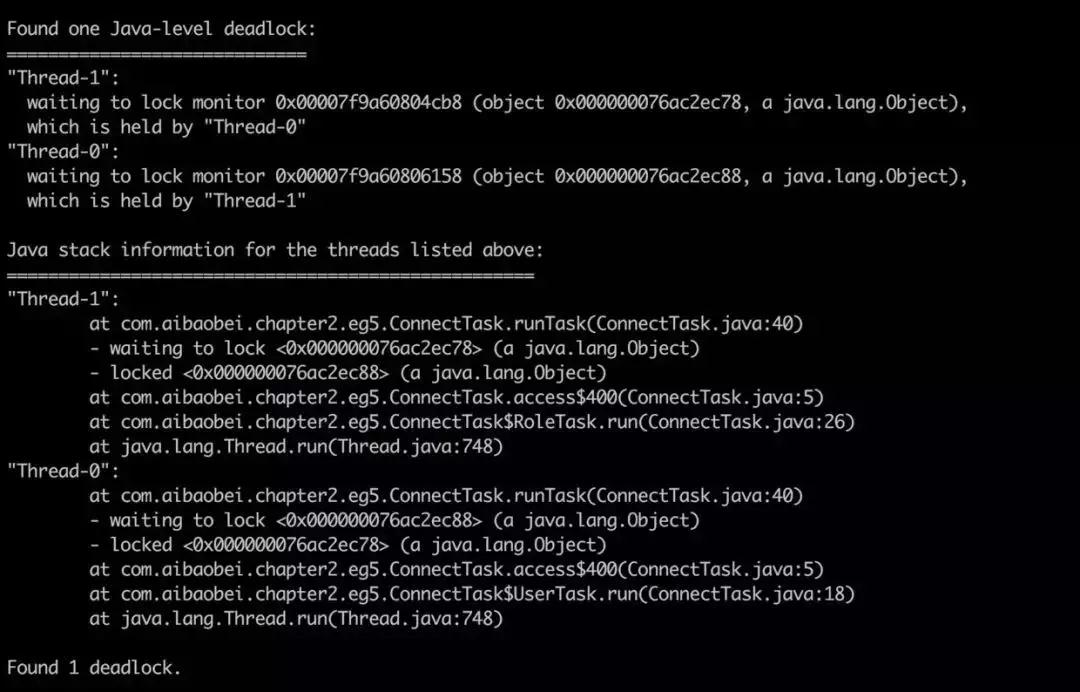 Found one Java-level deadlock:
=============================
"Thread-1":
  waiting to lock monitor 0x00007f9a60804cb8 (object 0x000000076ac2ec78, a java.lang.Object),
  which is held by "Thread-0"
"Thread-0":
  waiting to lock monitor 0x00007f9a60806158 (object 0x000000076ac2ec88, a java.lang.Object),
  which is held by "Thread-1"

Java stack information for the threads listed above:
===================================================
"Thread-1":
        at com.aibaobei.chapter2.eg5.ConnectTask.runTask(ConnectTask.java:40)
        - waiting to lock <0x000000076ac2ec78> (a java.lang.Object)
        - locked <0x000000076ac2ec88> (a java.lang.Object)
        at com.aibaobei.chapter2.eg5.ConnectTask.access$400(ConnectTask.java:5)
        at com.aibaobei.chapter2.eg5.ConnectTask$RoleTask.run(ConnectTask.java:26)
        at java.lang.Thread.run(Thread.java:748)
"Thread-0":
        at com.aibaobei.chapter2.eg5.ConnectTask.runTask(ConnectTask.java:40)
        - waiting to lock <0x000000076ac2ec88> (a java.lang.Object)
        - locked <0x000000076ac2ec78> (a java.lang.Object)
        at com.aibaobei.chapter2.eg5.ConnectTask.access$400(ConnectTask.java:5)
        at com.aibaobei.chapter2.eg5.ConnectTask$UserTask.run(ConnectTask.java:18)
        at java.lang.Thread.run(Thread.java:748)

Found 1 deadlock.